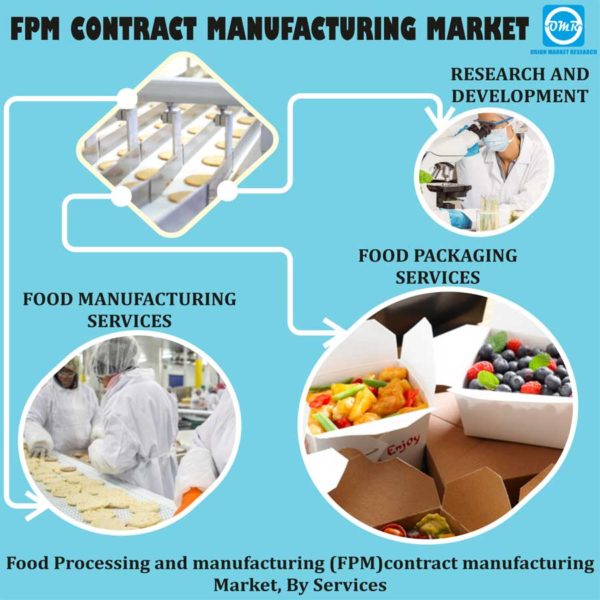 FPM CONTRACT MANUFACTURING MARKET
OMR
ORION MARKET RESEARCH
RESEARCH AND
DEVELOPMENT
FOOD PACKAGING
SERVICES
FOOD MANUFACTURING
SERVICES
Enjoy
Food Processing and manufacturing (FPM)contract manufacturing
Market, By Services